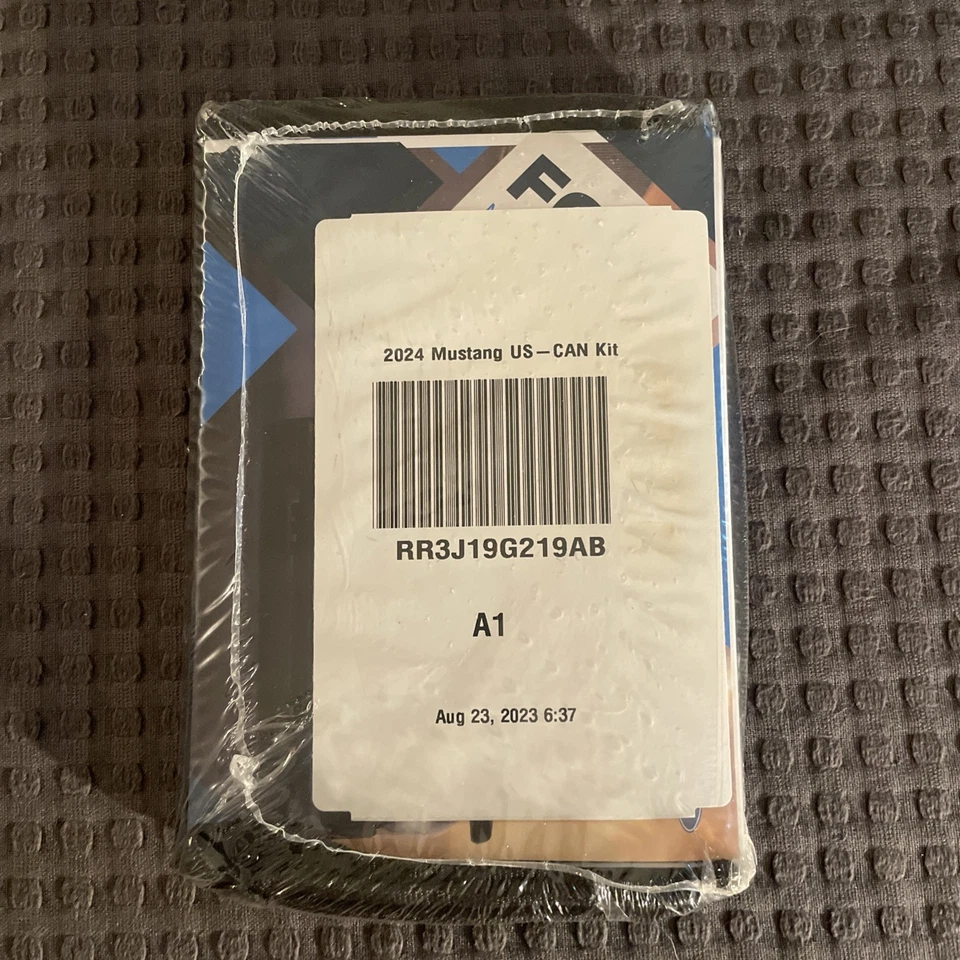 2024 Mustang US—CAN Kit
RR3J19G219AB
A1
Aug 23, 2023 6:37